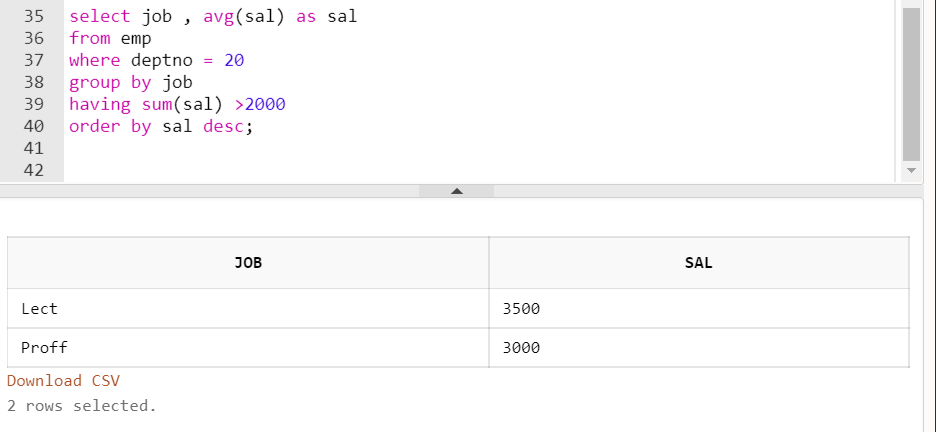 35 select job , avg(sal) as sal
36 from emp
37 where deptno = 20
38 group by job
39 having sum(sal) >2000
40 order by sal desc;
41
42
JOB SAL
Lect 3500
Proff 3000
Download CSV
2 rows selected.